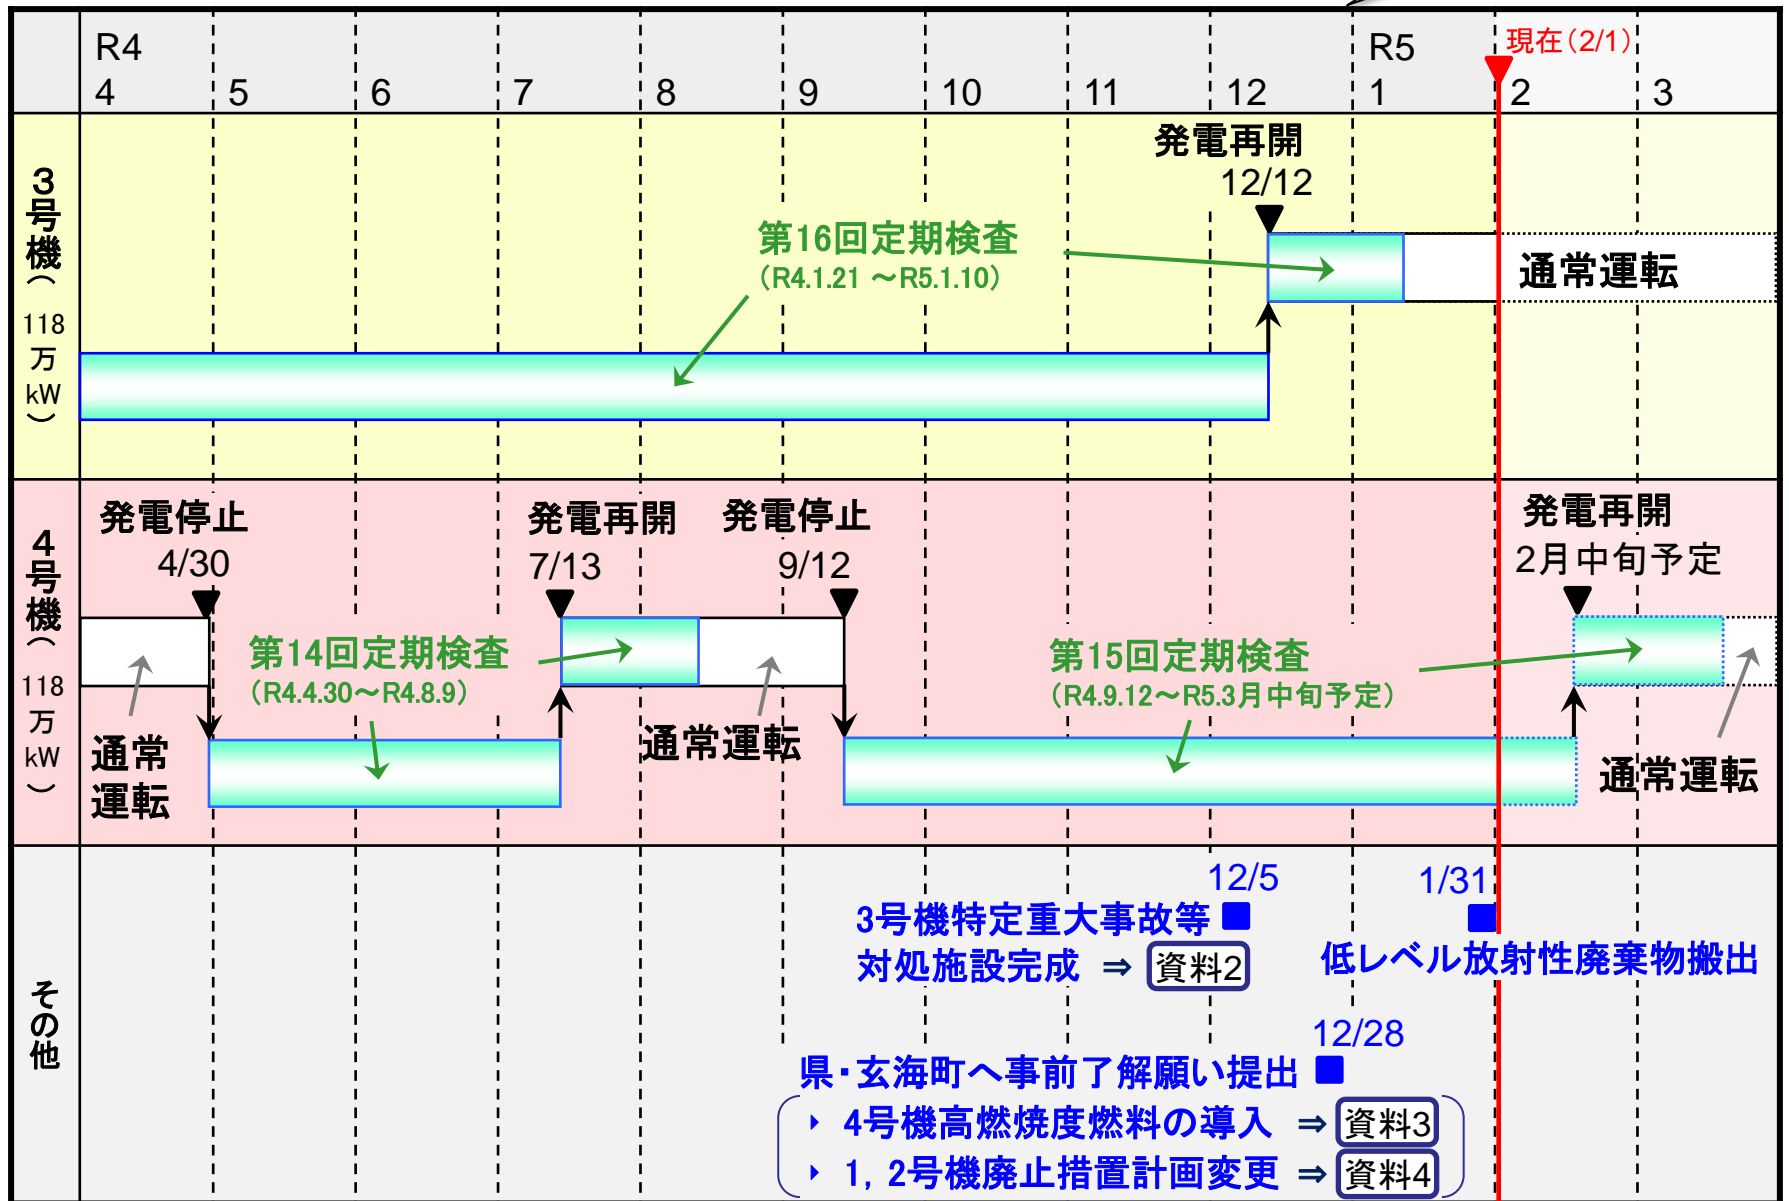 R4
R5
現在（2/1）
4 5 6 7 8 9 10 11 12 1 2 3
3号機（118万kW）
発電再開
12/12
第16回定期検査
（R4.1.21 ～R5.1.10）
通常運転
4号機（118万kW）
発電停止
4/30
発電再開
7/13
発電停止
9/12
発電再開
2月中旬予定
第14回定期検査
（R4.4.30～R4.8.9）
第15回定期検査
（R4.9.12～R5.3月中旬予定）
通常
運転
通常運転
通常運転
その他
12/5
3号機特定重大事故等 ■
対処施設完成 ⇒ 資料2
1/31
■
低レベル放射性廃棄物搬出
12/28
県・玄海町へ事前了解願い提出 ■
‣ 4号機高燃焼度燃料の導入 ⇒ 資料3
‣ 1，2号機廃止措置計画変更 ⇒ 資料4